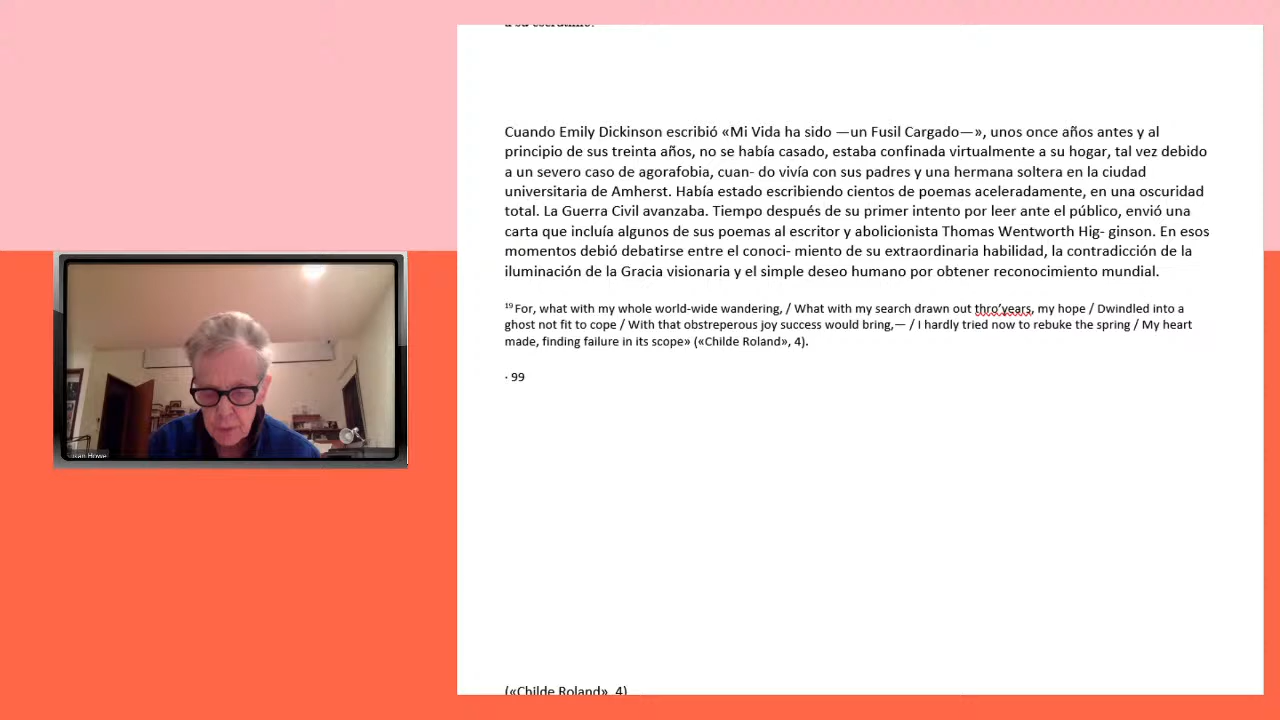 Cuando Emily Dickinson escribió «Mi Vida ha sido —un Fusil Cargado—», unos once años antes y al
principio de sus treinta años, no se había casado, estaba confinada virtualmente a su hogar, tal vez debido
a un severo caso de agorafobia, cuan- do vivía con sus padres y una hermana soltera en la ciudad
universitaria de Amherst. Había estado escribiendo cientos de poemas aceleradamente, en una oscuridad
total. La Guerra Civil avanzaba. Tiempo después de su primer intento por leer ante el público, envió una
carta que incluía algunos de sus poemas al escritor y abolicionista Thomas Wentworth Hig- ginson. En esos
momentos debió debatirse entre el conoci- miento de su extraordinaria habilidad, la contradicción de la
iluminación de la Gracia visionaria y el simple deseo humano por obtener reconocimiento mundial.
19 For, what with my whole world-wide wandering, / What with my search drawn out thro’years, my hope / Dwindled into a
ghost not fit to cope / With that obstreperous joy success would bring,— / I hardly tried now to rebuke the spring / My heart
made, finding failure in its scope» («Childe Roland», 4).
· 99
(«Childe Roland», 4)
Howe